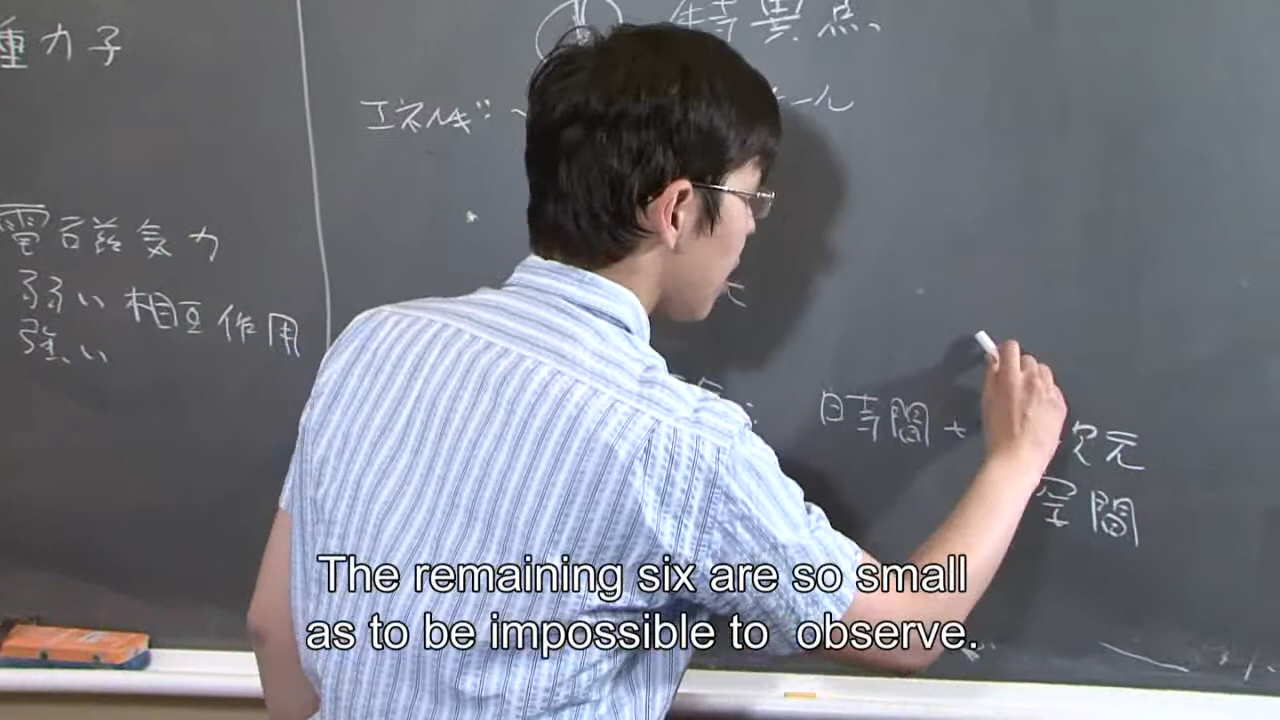 重力子
電磁気力
弱い相互作用
強い
特異点
エネルギー
ール
時間+
次元
空間
The remaining six are so small
as to be impossible to observe.